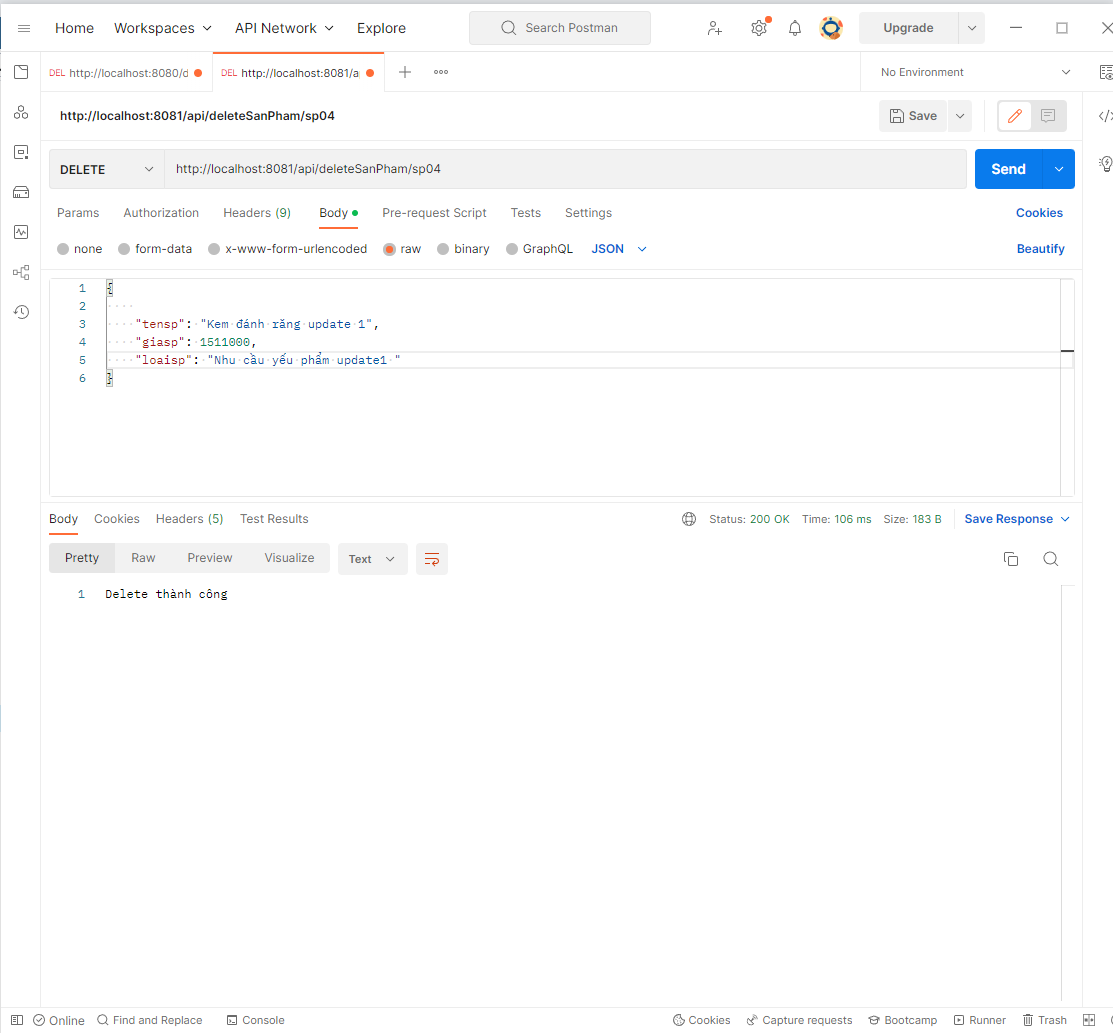 Home Workspaces API Network Explore Search Postman Upgrade
DEL http://localhost:8080/d DEL http://localhost:8081/a No Environment
http://localhost:8081/api/deleteSanPham/sp04 Save
DELETE http://localhost:8081/api/deleteSanPham/sp04 Send
Params Authorization Headers (9) Body Pre-request Script Tests Settings Cookies
none form-data x-www-form-urlencoded raw binary GraphQL JSON Beautify
1 {
2
3 "tensp": "Kem đánh răng update 1",
4 "giasp": 1511000,
5 "loaisp": "Nhu cầu yếu phẩm update1 "
6 }
Body Cookies Headers (5) Test Results Status: 200 OK Time: 106 ms Size: 183 B Save Response
Pretty Raw Preview Visualize Text
1 Delete thành công
Online Find and Replace Console Cookies Capture requests Bootcamp Runner Trash